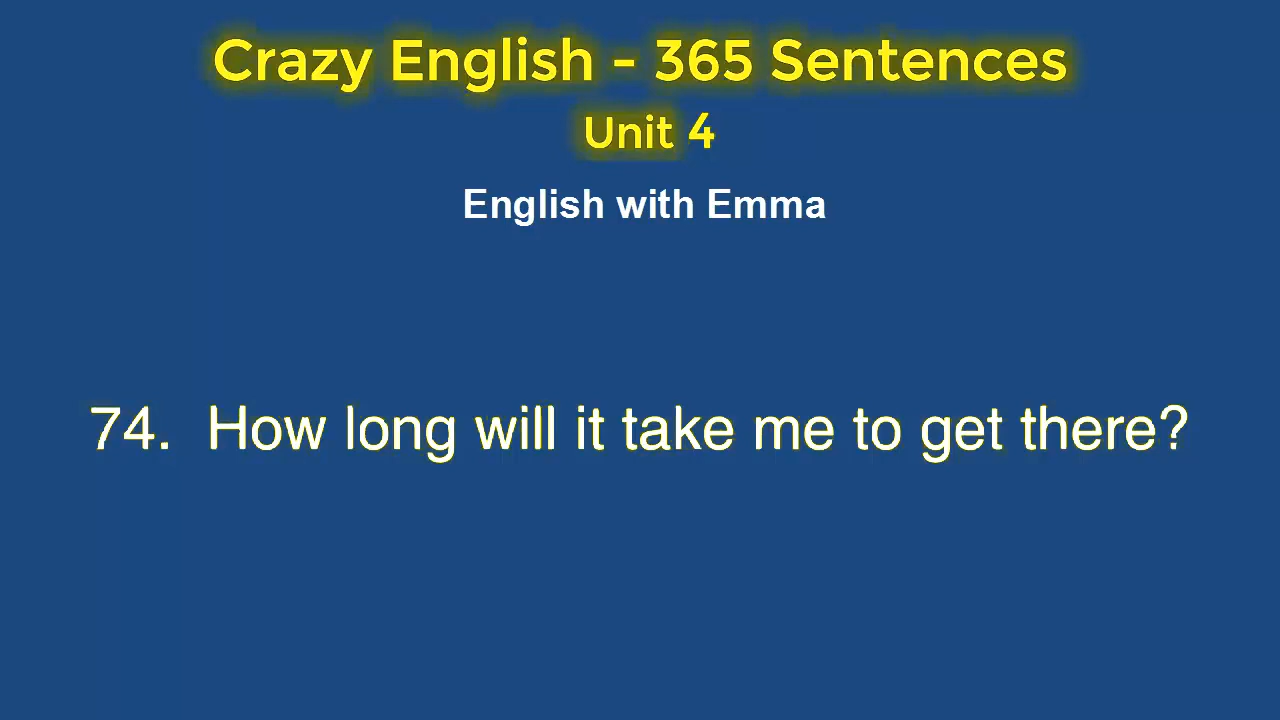 Crazy English - 365 Sentences
Unit 4
English with Emma
74. How long will it take me to get there?